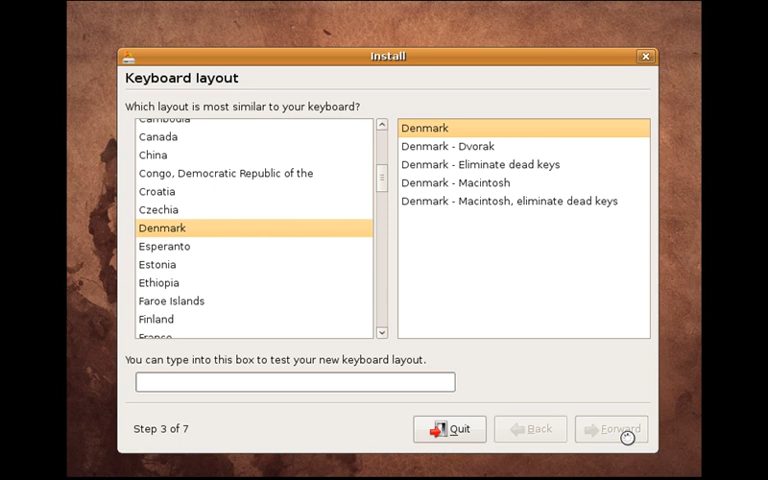 Install
Keyboard layout
Which layout is most similar to your keyboard?
Cambodia
Canada
China
Congo, Democratic Republic of the
Croatia
Czechia
Denmark
Esperanto
Estonia
Ethiopia
Faroe Islands
Finland
France
Denmark
Denmark - Dvorak
Denmark - Eliminate dead keys
Denmark - Macintosh
Denmark - Macintosh, eliminate dead keys
You can type into this box to test your new keyboard layout.
Step 3 of 7
Quit
Back
Forward